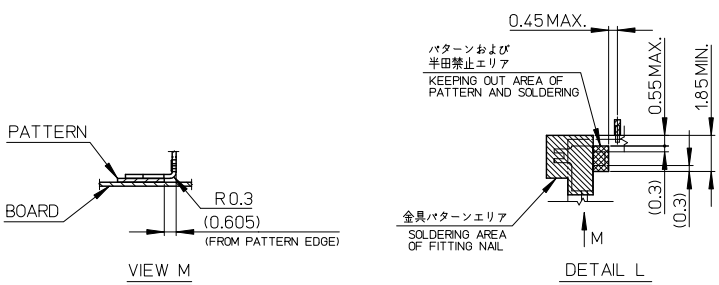 PATTERN
BOARD
R0.3
(0.605)
(FROM PATTERN EDGE)
VIEW M
0.45MAX.
パターンおよび
半田禁止エリア
KEEPING OUT AREA OF
PATTERN AND SOLDERING
0.55MAX.
1.85MIN.
(0.3)
(0.3)
金具パターンエリア
SOLDERING AREA
OF FITTING NAIL
M
DETAIL L